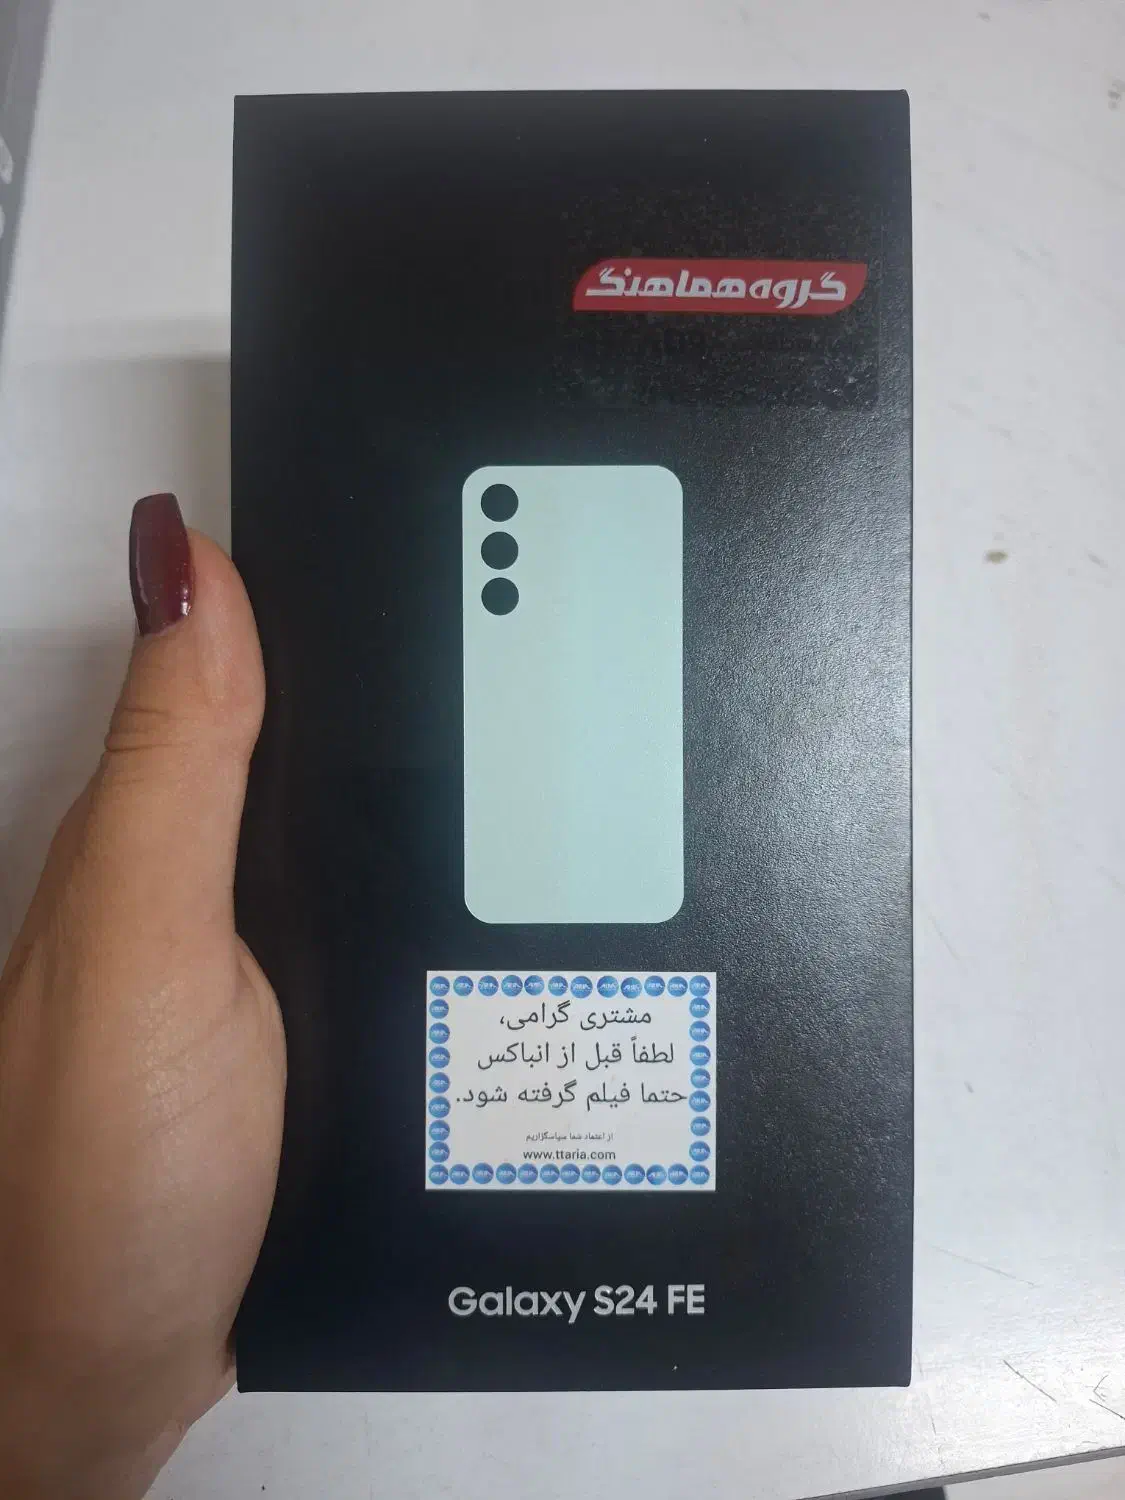 گروه هماهنگ
مشتری گرامی،
لطفاً قبل از انباکس
حتما فیلم گرفته شود.
از اعتماد شما سپاسگزاریم
www.ttaria.com
Galaxy S24 FE